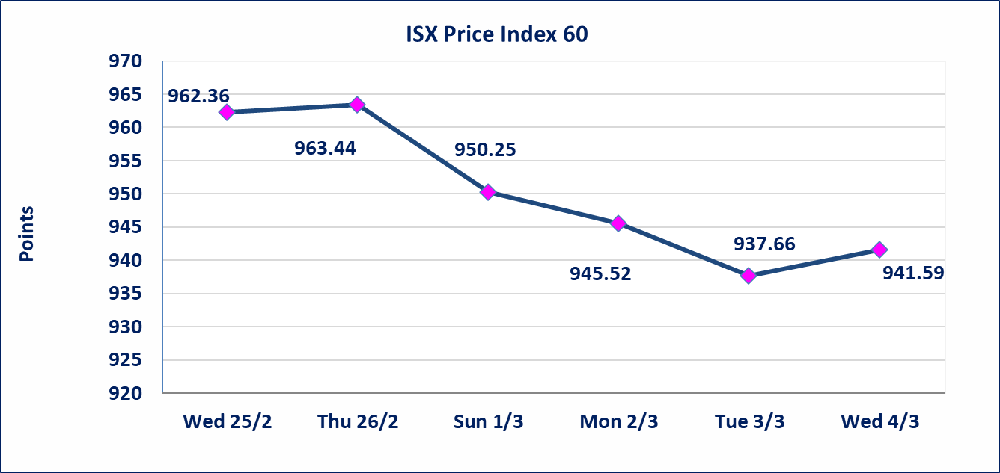 ISX Price Index 60
Points
970
965
960
955
950
945
940
935
930
925
920
962.36
963.44
950.25
945.52
937.66
941.59
Wed 25/2
Thu 26/2
Sun 1/3
Mon 2/3
Tue 3/3
Wed 4/3